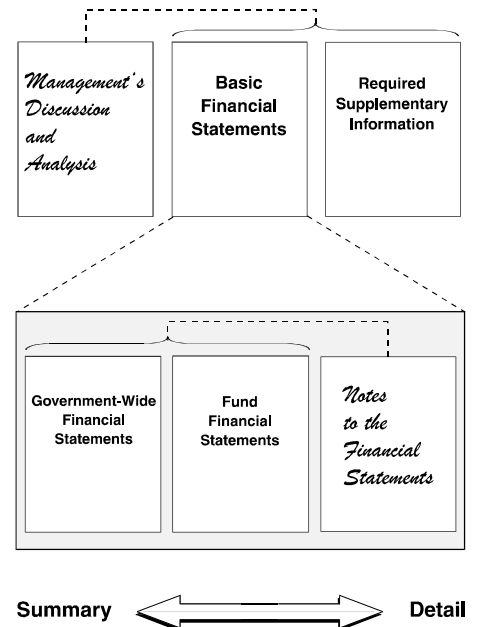 Management's
Discussion
and
Analysis
Basic
Financial
Statements
Required
Supplementary
Information
Government-Wide
Financial
Statements
Fund
Financial
Statements
Notes
to the
Financial
Statements
Summary
Detail